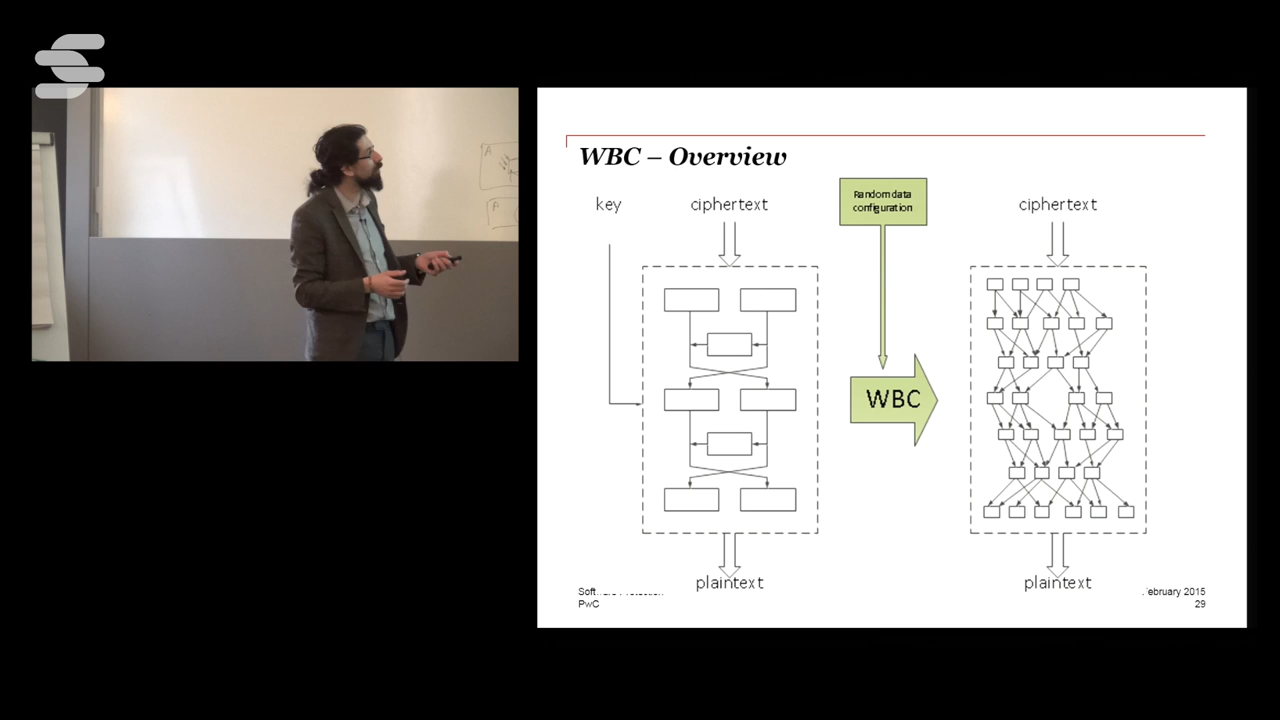 WBC – Overview
key
ciphertext
Random data
configuration
ciphertext
WBC
plaintext
plaintext
February 2015
PwC
29
A
A